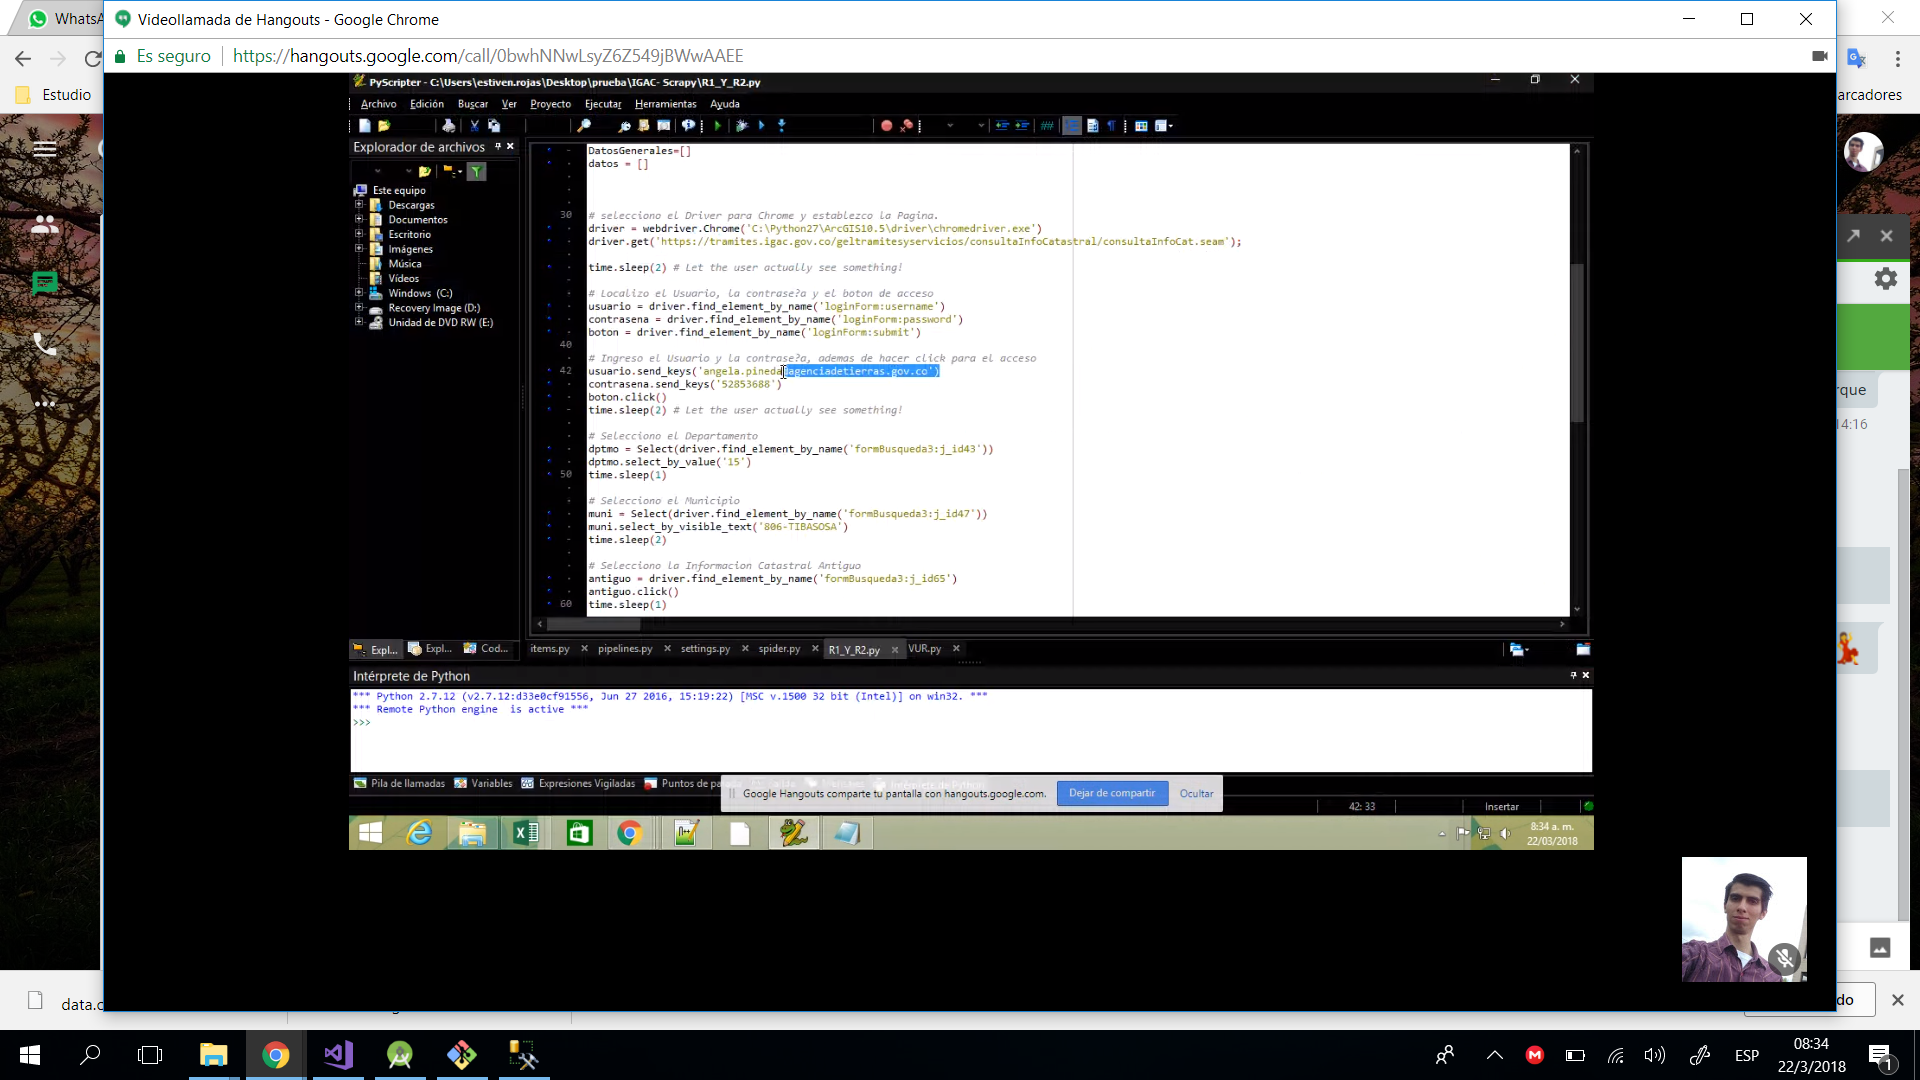 WhatsA
Videollamada de Hangouts - Google Chrome
Es seguro
https://hangouts.google.com/call/0bwhNNwLsyZ6Z549jBWwAAEE
Estudio
arcadores
PyScripter - C:\Users\estiven.rojas\Desktop\prueba\IGAC- Scrapy\R1_Y_R2.py
Archivo Edición Buscar Ver Proyecto Ejecutar Herramientas Ayuda
Explorador de archivos
Este equipo
Descargas
Documentos
Escritorio
Imágenes
Música
Vídeos
Windows (C:)
Recovery Image (D:)
Unidad de DVD RW (E:)
DatosGenerales=[]
datos = []
30 # selecciono el Driver para Chrome y establezco la Pagina.
driver = webdriver.Chrome('C:\Python27\ArcGIS10.5\driver\chromedriver.exe')
driver.get('https://tramites.igac.gov.co/geltramitesyservicios/consultaInfoCatastral/consultaInfoCat.seam');
time.sleep(2) # Let the user actually see something!
# Localizo el Usuario, la contrase?a y el boton de acceso
usuario = driver.find_element_by_name('loginForm:username')
contrasena = driver.find_element_by_name('loginForm:password')
boton = driver.find_element_by_name('loginForm:submit')
40
# Ingreso el Usuario y la contrase?a, ademas de hacer click para el acceso
42 usuario.send_keys('angela.pineda@agenciadetierras.gov.co')
contrasena.send_keys('52853688')
boton.click()
time.sleep(2) # Let the user actually see something!
# Selecciono el Departamento
dptmo = Select(driver.find_element_by_name('formBusqueda3:j_id43'))
dptmo.select_by_value('15')
50 time.sleep(1)
# Selecciono el Municipio
muni = Select(driver.find_element_by_name('formBusqueda3:j_id47'))
muni.select_by_visible_text('806-TIBASOSA')
time.sleep(2)
# Selecciono la Informacion Catastral Antiguo
antiguo = driver.find_element_by_name('formBusqueda3:j_id65')
antiguo.click()
60 time.sleep(1)
Expl... Expl... Cod...
items.py pipelines.py settings.py spider.py R1_Y_R2.py VUR.py
Intérprete de Python
*** Python 2.7.12 (v2.7.12:d33e0cf91556, Jun 27 2016, 15:19:22) [MSC v.1500 32 bit (Intel)] on win32. ***
*** Remote Python engine is active ***
>>>
Pila de llamadas Variables Expresiones Vigiladas Puntos de pa
Google Hangouts comparte tu pantalla con hangouts.google.com. Dejar de compartir Ocultar
42: 33 Insertar
8:34 a. m.
22/03/2018
rque
14:16
data.c
do
ESP
08:34
22/3/2018
1